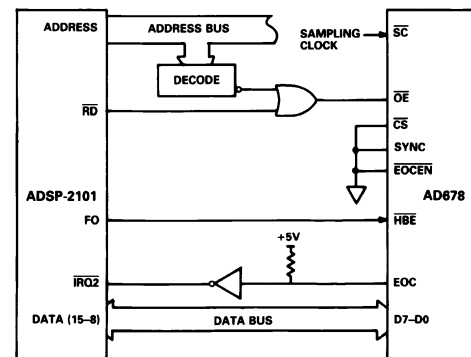 ADDRESS
ADDRESS BUS
SAMPLING
CLOCK
SC
DECODE
RD
OE
CS
SYNC
EOCEN
ADSP-2101
AD678
FO
HBE
+5V
IRQ2
EOC
DATA (15–8)
DATA BUS
D7–D0